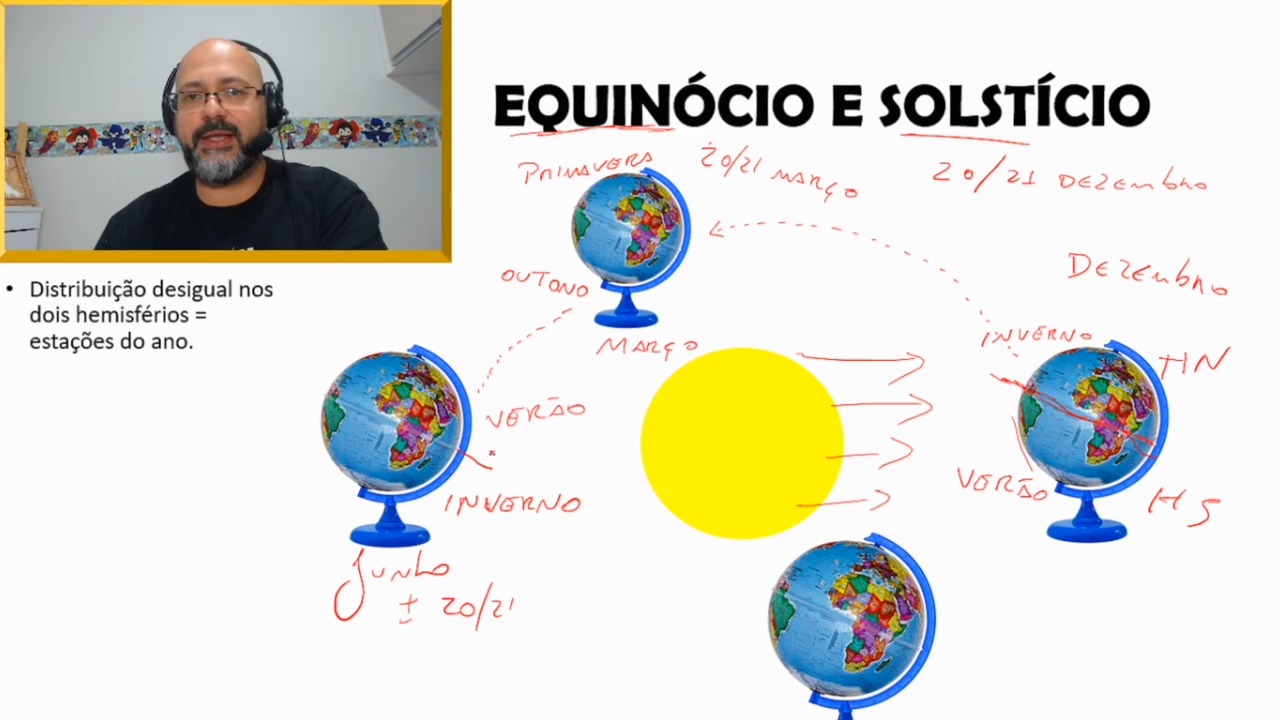 EQUINÓCIO E SOLSTÍCIO
PRIMAVERA
20/21 MARÇO
20/21 DEZEMBRO
• Distribuição desigual nos
dois hemisférios =
estações do ano.
OUTONO
DEZEMBRO
MARÇO
INVERNO
HN
VERÃO
VERÃO
INVERNO
HS
JUNHO
± 20/21